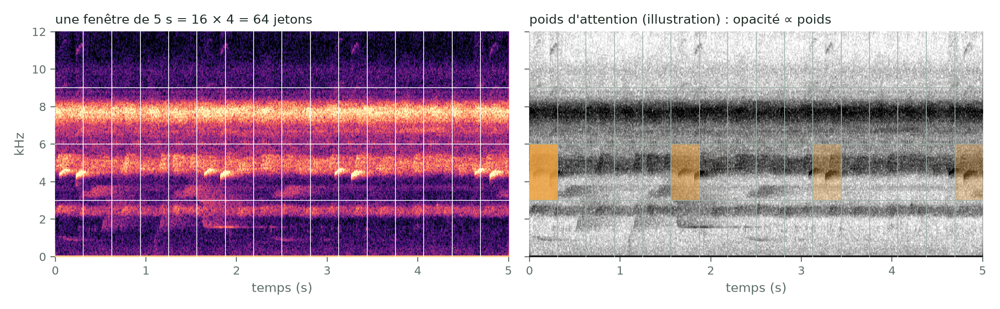 une fenêtre de 5 s = 16 × 4 = 64 jetons
poids d'attention (illustration) : opacité ∝ poids
12
10
8
6
4
2
0
kHz
0 1 2 3 4 5
temps (s)
0 1 2 3 4 5
temps (s)